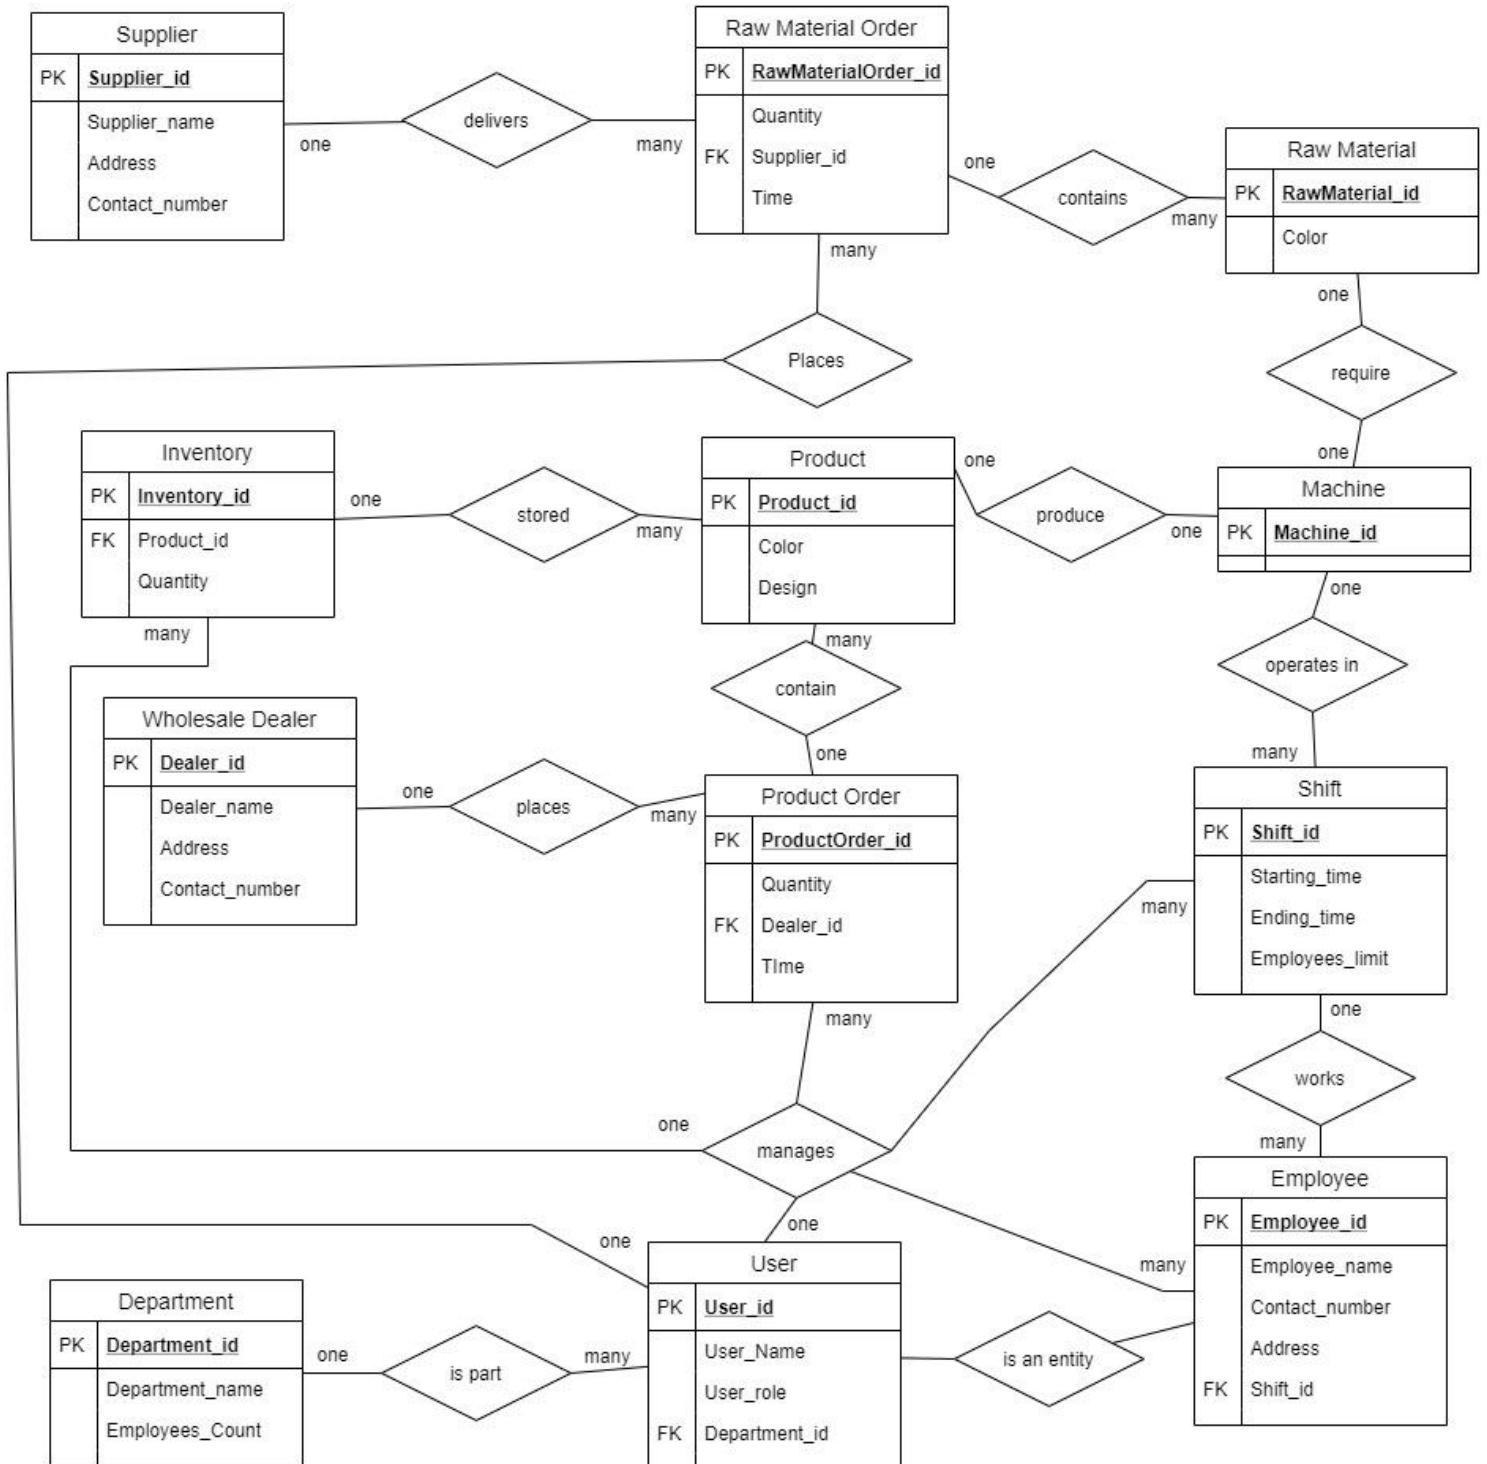 Supplier
PK Supplier_id
Supplier_name
Address
Contact_number
one
delivers
many
Raw Material Order
PK RawMaterialOrder_id
Quantity
FK Supplier_id
Time
one
contains
many
Raw Material
PK RawMaterial_id
Color
many
Places
one
require
one
Inventory
PK Inventory_id
FK Product_id
Quantity
one
stored
many
Product
PK Product_id
Color
Design
one
produce
one
Machine
PK Machine_id
many
many
contain
one
one
operates in
many
Wholesale Dealer
PK Dealer_id
Dealer_name
Address
Contact_number
one
places
many
Product Order
PK ProductOrder_id
Quantity
FK Dealer_id
TIme
many
Shift
PK Shift_id
Starting_time
Ending_time
Employees_limit
many
one
works
many
one
manages
one
many
one
Employee
PK Employee_id
Employee_name
Contact_number
Address
FK Shift_id
Department
PK Department_id
Department_name
Employees_Count
one
is part
many
User
PK User_id
User_Name
User_role
FK Department_id
is an entity